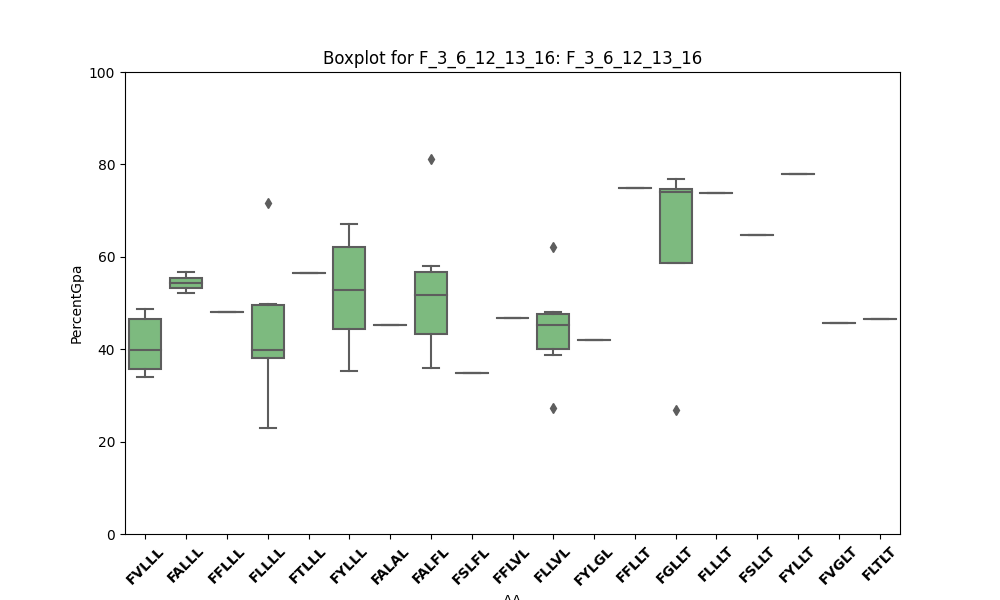 Boxplot for F_3_6_12_13_16: F_3_6_12_13_16
100
80
60
40
20
0
PercentGpa
FVLLL
FALLL
FFLLL
FLLLL
FTLLL
FYLLL
FALAL
FALFL
FSLFL
FFLVL
FLLVL
FYLGL
FFLLT
FGLLT
FLLLT
FSLLT
FYLLT
FVGLT
FLTLT
AA